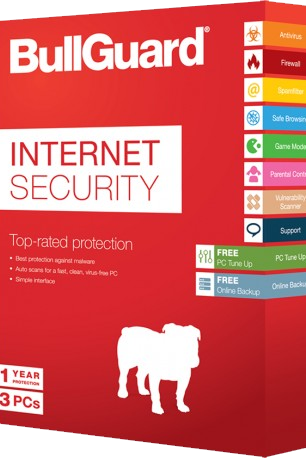 BullGuard®
INTERNET
SECURITY
Top-rated protection
• Best protection against malware
• Auto scans for a fast, clean, virus-free PC
• Simple interface
1 YEAR
PROTECTION
3 PCs
Antivirus
Firewall
Spamfilter
Safe Browsing
Game Mode
Parental Control
Vulnerability
Scanner
Support
FREE
PC Tune Up
PC Tune Up
FREE
Online Backup
Online Backup